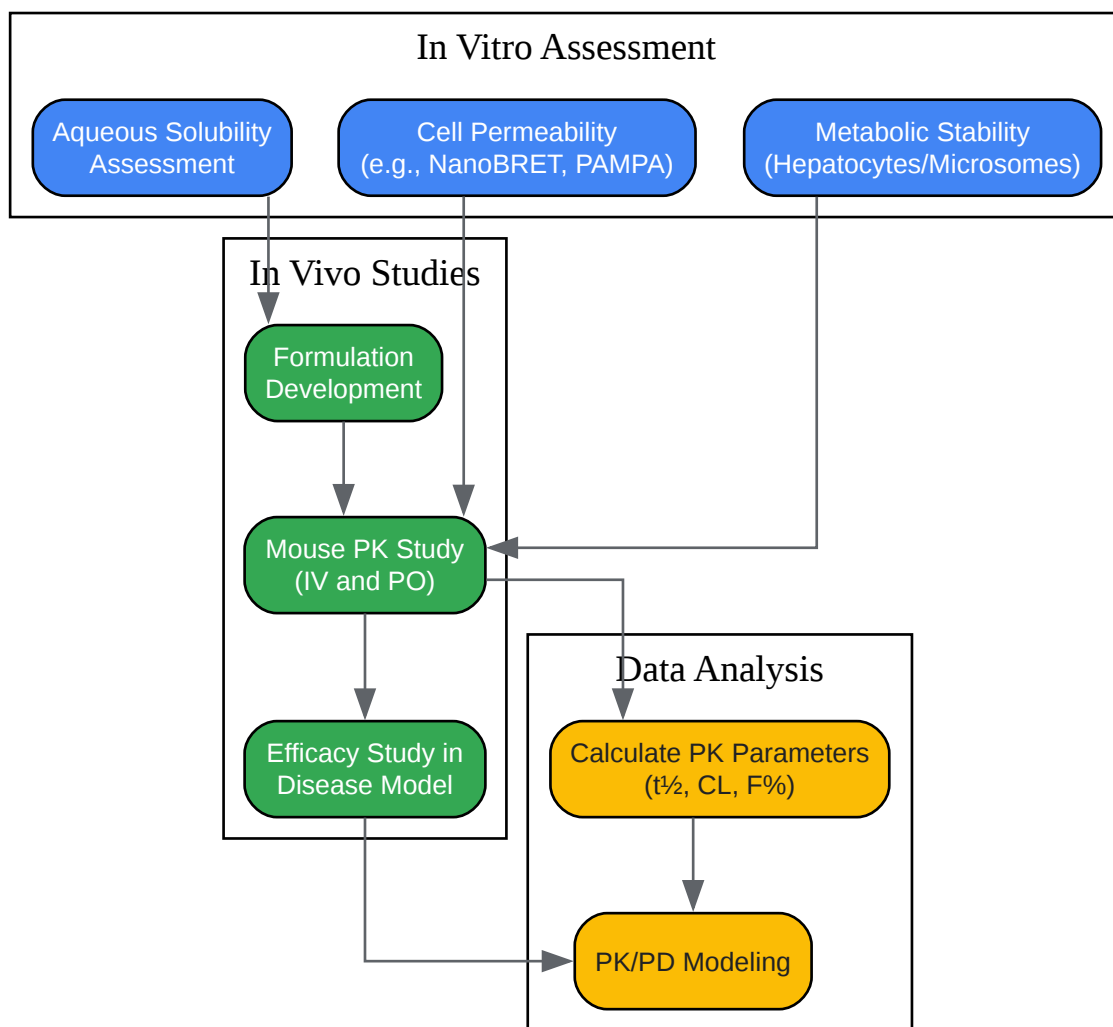 In Vitro Assessment
Aqueous Solubility
Assessment
Cell Permeability
(e.g., NanoBRET, PAMPA)
Metabolic Stability
(Hepatocytes/Microsomes)
In Vivo Studies
Formulation
Development
Mouse PK Study
(IV and PO)
Efficacy Study in
Disease Model
Data Analysis
Calculate PK Parameters
(t½, CL, F%)
PK/PD Modeling